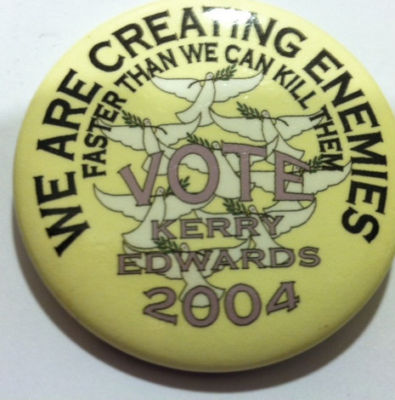 WE ARE CREATING ENEMIES
FASTER THAN WE CAN KILL THEM
VOTE
KERRY
EDWARDS
2004